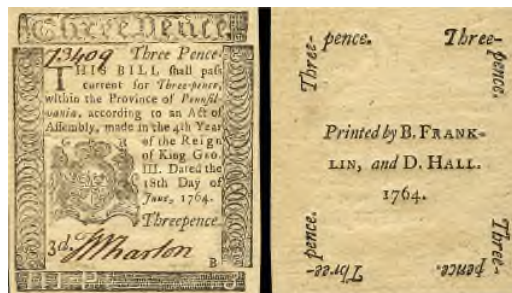 Three Pence
73409 Three Pence.
THIS BILL ſhall paſs
current for Three-pence,
within the Province of Pennſil-
vania, according to an Act of
Aſſembly, made in the 4th Year
of the Reign
of King GEO.
III. Dated the
18th Day of
June, 1764.
Threepence.
3d. Wharton
B
Three-
pence.
Three-
pence.
Printed by B. FRANK-
LIN, and D. HALL.
1764.
Three-
pence.
Three-
pence.